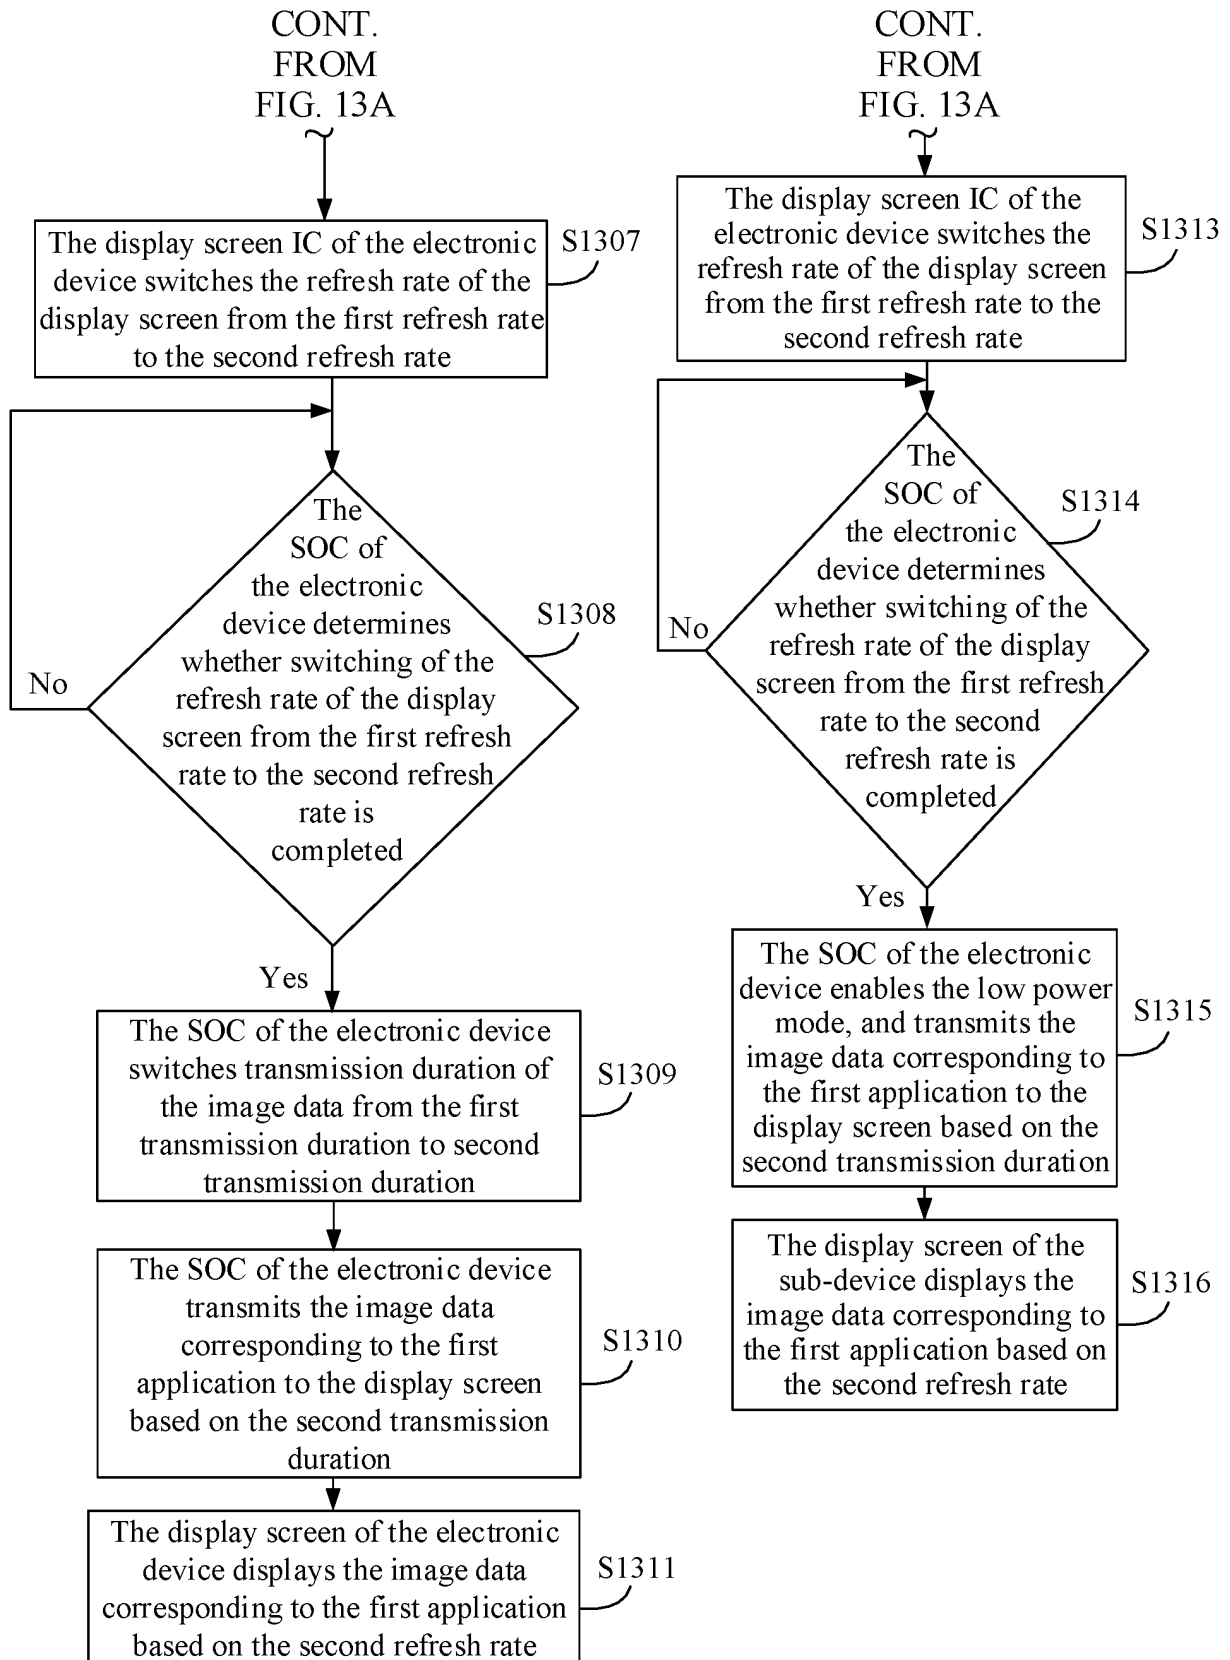 CONT.
FROM
FIG. 13A
The display screen IC of the electronic
device switches the refresh rate of the
display screen from the first refresh rate
to the second refresh rate
S1307
The
SOC of
the electronic
device determines
whether switching of the
refresh rate of the display
screen from the first refresh
rate to the second refresh
rate is
completed
S1308
No
Yes
The SOC of the electronic device
switches transmission duration of
the image data from the first
transmission duration to second
transmission duration
S1309
The SOC of the electronic device
transmits the image data
corresponding to the first
application to the display screen
based on the second transmission
duration
S1310
The display screen of the electronic
device displays the image data
corresponding to the first application
based on the second refresh rate
S1311
CONT.
FROM
FIG. 13A
The display screen IC of the
electronic device switches the
refresh rate of the display screen
from the first refresh rate to the
second refresh rate
S1313
The
SOC of
the electronic
device determines
whether switching of the
refresh rate of the display
screen from the first refresh
rate to the second
refresh rate is
completed
S1314
No
Yes
The SOC of the electronic
device enables the low power
mode, and transmits the
image data corresponding to
the first application to the
display screen based on the
second transmission duration
S1315
The display screen of the
sub-device displays the
image data corresponding to
the first application based on
the second refresh rate
S1316